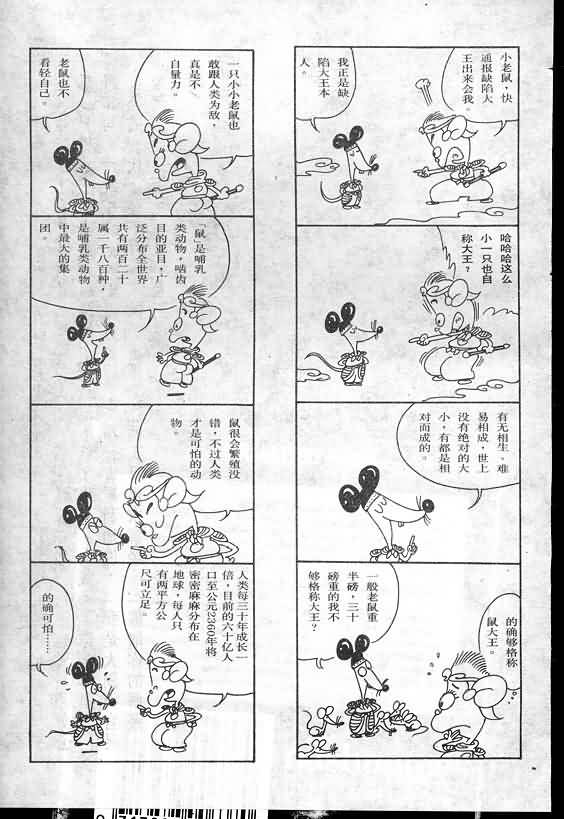 小老鼠，快
通报缺陷大
王出来会我。
我正是缺
陷大王本
人。
哈哈哈这么
小一只也自
称大王？
有无相生。难
易相成，世上
没有绝对的大
小，有都是相
对而成的。
一般老鼠重
半磅，三十
磅重的我不
够格称大王？
的确够格称
鼠大王。
一只小小老鼠也
敢跟人类为敌，
真是不
自量力。
老鼠也不
看轻自己。
「鼠」是哺乳
类动物，啮齿
目的亚目，广
泛分布全世界
共有两百二十
属，一千八百种，
是哺乳类动物
中最大的集
团。
鼠很会繁殖没
错，不过人类
才是可怕的动
物。
人类每三十年成长一
倍，目前的六十亿人
口至公元2360年将
密密麻麻分布在
地球，每人只
有两平方公
尺可立足。
的确可怕……